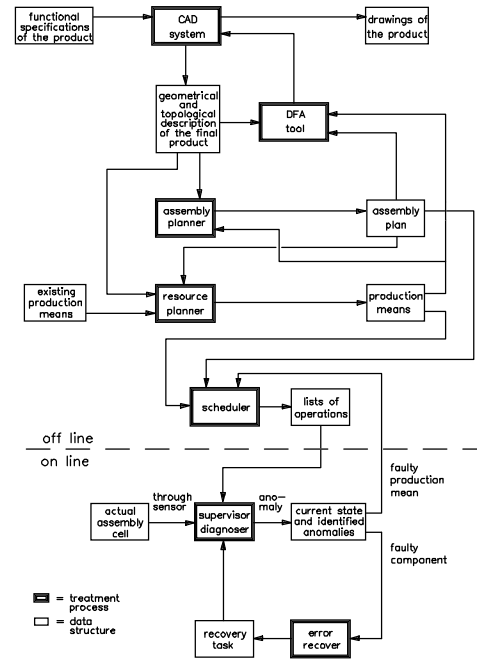 functional
specifications
of the product
CAD
system
drawings of
the product
geometrical
and
topological
description
of the final
product
DFA
tool
assembly
planner
assembly
plan
existing
production
means
resource
planner
production
means
scheduler
lists of
operations
off line
on line
faulty
production
mean
actual
assembly
cell
through
sensor
supervisor
diagnoser
ano-
maly
current state
and identified
anomalies
faulty
component
= treatment
process
= data
structure
recovery
task
error
recover